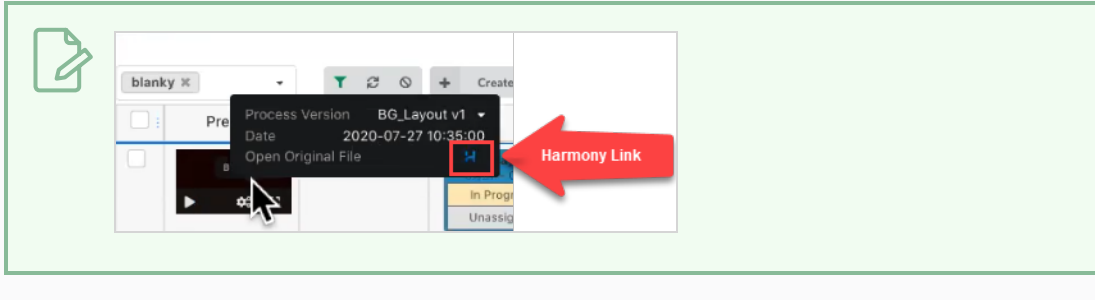 blanky ×
Create
Pre
Process Version BG_Layout v1
Date 2020-07-27 10:35:00
Open Original File
Harmony Link
B
In Progr
Unassig